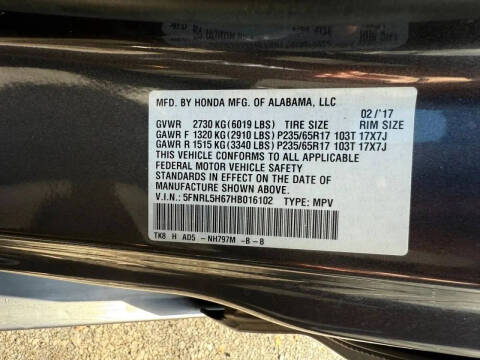 MFD. BY HONDA MFG. OF ALABAMA, LLC
02/'17
GVWR 2730 KG(6019 LBS) TIRE SIZE RIM SIZE
GAWR F 1320 KG(2910 LBS)P235/65R17 103T 17X7J
GAWR R 1515 KG(3340 LBS)P235/65R17 103T 17X7J
THIS VEHICLE CONFORMS TO ALL APPLICABLE
FEDERAL MOTOR VEHICLE SAFETY
STANDARDS IN EFFECT ON THE DATE OF
MANUFACTURE SHOWN ABOVE.
V.I.N.: 5FNRL5H67HB016102 TYPE: MPV
TK8 H AD5 -NH797M -B-B